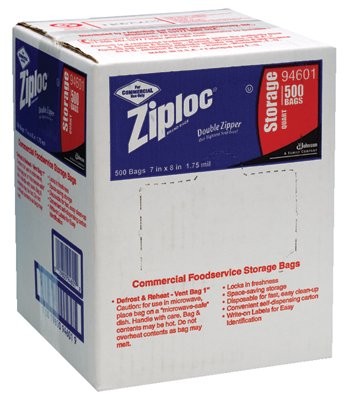 For
COMMERCIAL
Use Only
Ziploc
BRAND BAGS
Double Zipper
Storage
QUART
94601
500
BAGS
Johnson
A FAMILY COMPANY
500 Bags 7 in x 8 in 1.75 mil
Commercial Foodservice Storage Bags
• Defrost & Reheat - Vent Bag 1"
Caution: for use in microwave,
place bag on a "microwave-safe"
dish. Handle with care. Bag &
contents may be hot. Do not
overheat contents as bag may
melt.
• Locks in freshness
• Space-saving storage
• Disposable for fast, easy clean-up
• Convenient self-dispensing carton
• Write-on Labels for Easy
Identification